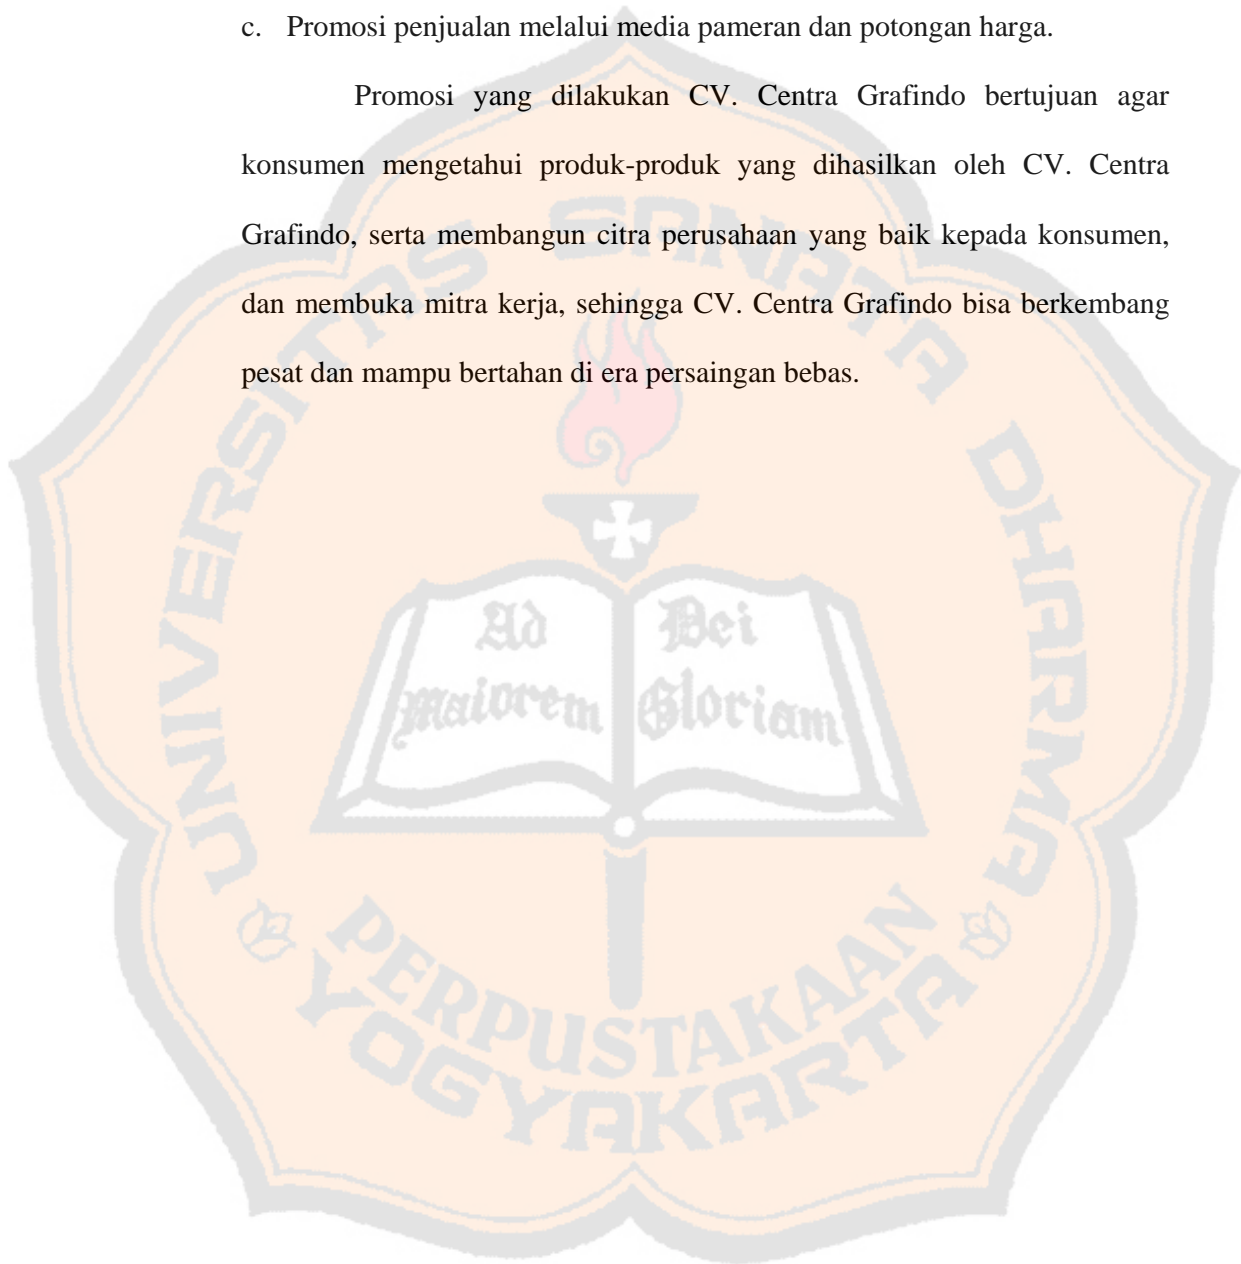 c. Promosi penjualan melalui media pameran dan potongan harga.
Promosi yang dilakukan CV. Centra Grafindo bertujuan agar
konsumen mengetahui produk-produk yang dihasilkan oleh CV. Centra
Grafindo, serta membangun citra perusahaan yang baik kepada konsumen,
dan membuka mitra kerja, sehingga CV. Centra Grafindo bisa berkembang
pesat dan mampu bertahan di era persaingan bebas.
UNIVERSITAS SANATA DHARMA
Ad Dei
maiorem Gloriam
PERPUSTAKAAN
YOGYAKARTA